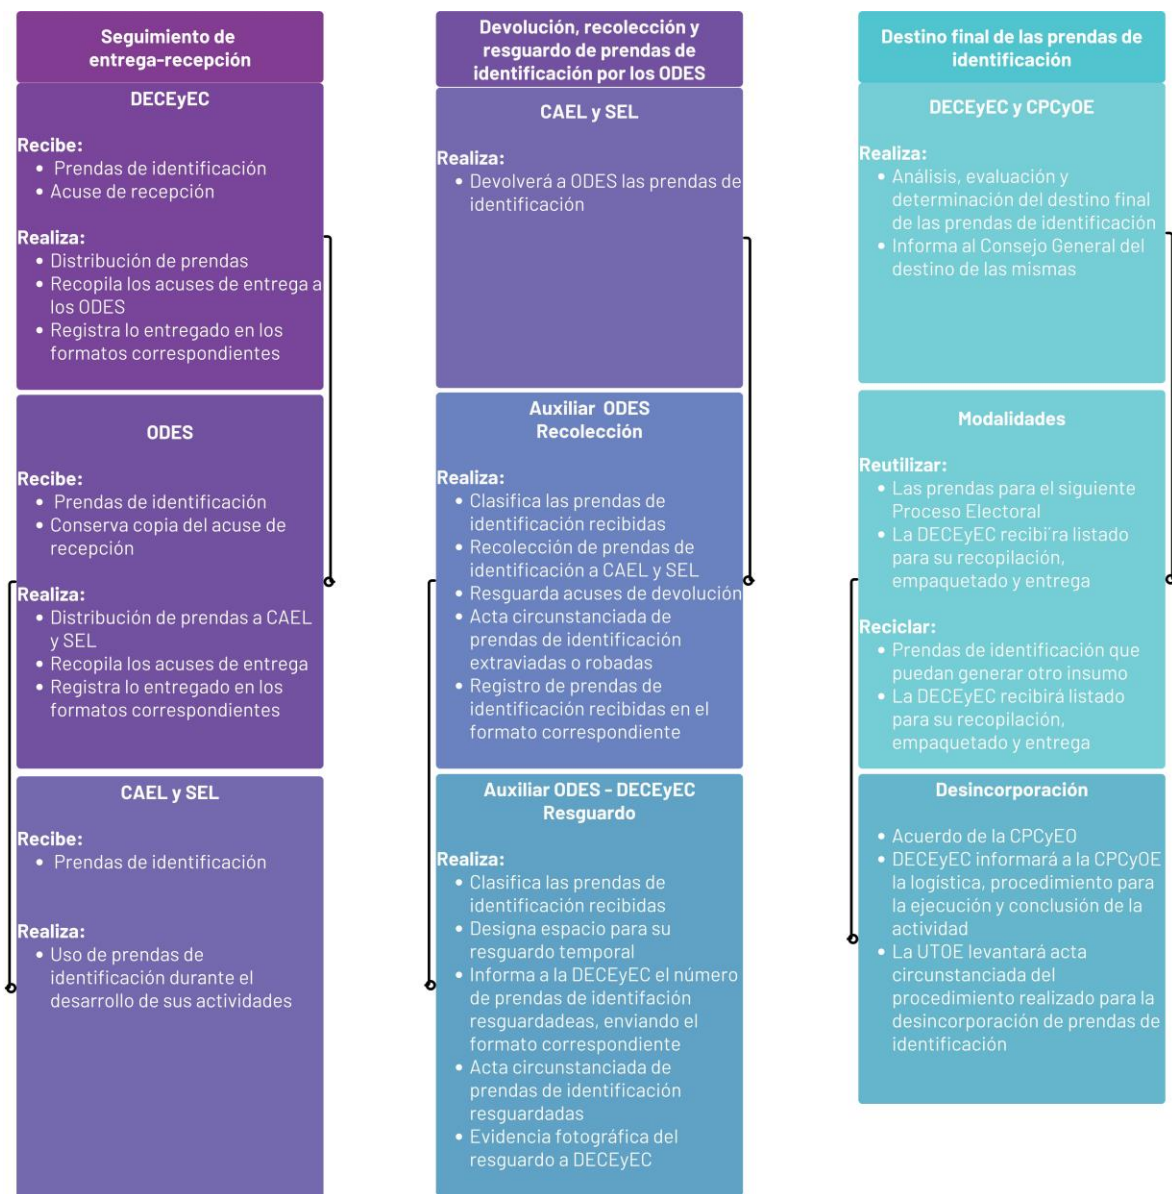 Seguimiento de
entrega-recepción
DECEyEC
Recibe:
• Prendas de identificación
• Acuse de recepción
Realiza:
• Distribución de prendas
• Recopila los acuses de entrega a
los ODES
• Registra lo entregado en los
formatos correspondientes
ODES
Recibe:
• Prendas de identificación
• Conserva copia del acuse de
recepción
Realiza:
• Distribución de prendas a CAEL
y SEL
• Recopila los acuses de entrega
• Registra lo entregado en los
formatos correspondientes
CAEL y SEL
Recibe:
• Prendas de identificación
Realiza:
• Uso de prendas de
identificación durante el
desarrollo de sus actividades
Devolución, recolección y
resguardo de prendas de
identificación por los ODES
CAEL y SEL
Realiza:
• Devolverá a ODES las prendas de
identificación
Auxiliar ODES
Recolección
Realiza:
• Clasifica las prendas de
identificación recibidas
• Recolección de prendas de
identificación a CAEL y SEL
• Resguarda acuses de devolución
• Acta circunstanciada de
prendas de identificación
extraviadas o robadas
• Registro de prendas de
identificación recibidas en el
formato correspondiente
Auxiliar ODES - DECEyEC
Resguardo
Realiza:
• Clasifica las prendas de
identificación recibidas
• Designa espacio para su
resguardo temporal
• Informa a la DECEyEC el número
de prendas de identifación
resguardadeas, enviando el
formato correspondiente
• Acta circunstanciada de
prendas de identificación
resguardadas
• Evidencia fotográfica del
resguardo a DECEyEC
Destino final de las prendas de
identificación
DECEyEC y CPCyOE
Realiza:
• Análisis, evaluación y
determinación del destino final
de las prendas de identificación
• Informa al Consejo General del
destino de las mismas
Modalidades
Reutilizar:
• Las prendas para el siguiente
Proceso Electoral
• La DECEyEC recibi´ra listado
para su recopilación,
empaquetado y entrega
Reciclar:
• Prendas de identificación que
puedan generar otro insumo
• La DECEyEC recibirá listado
para su recopilación,
empaquetado y entrega
Desincorporación
• Acuerdo de la CPCyEO
• DECEyEC informará a la CPCyOE
la logística, procedimiento para
la ejecución y conclusión de la
actividad
• La UTOE levantará acta
circunstanciada del
procedimiento realizado para la
desincorporación de prendas de
identificación